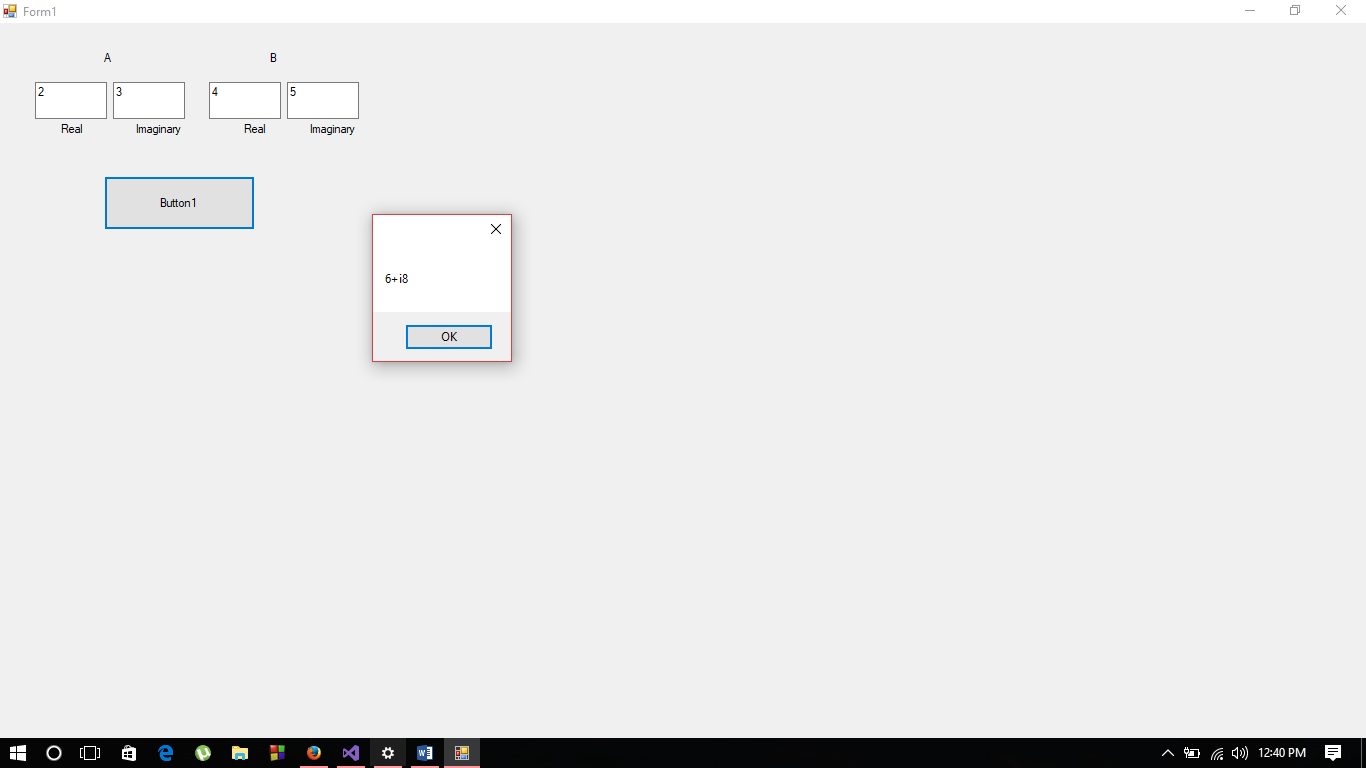 Form1
A B
2 3 4 5
Real Imaginary Real Imaginary
Button1
6+i8
OK
12:40 PM